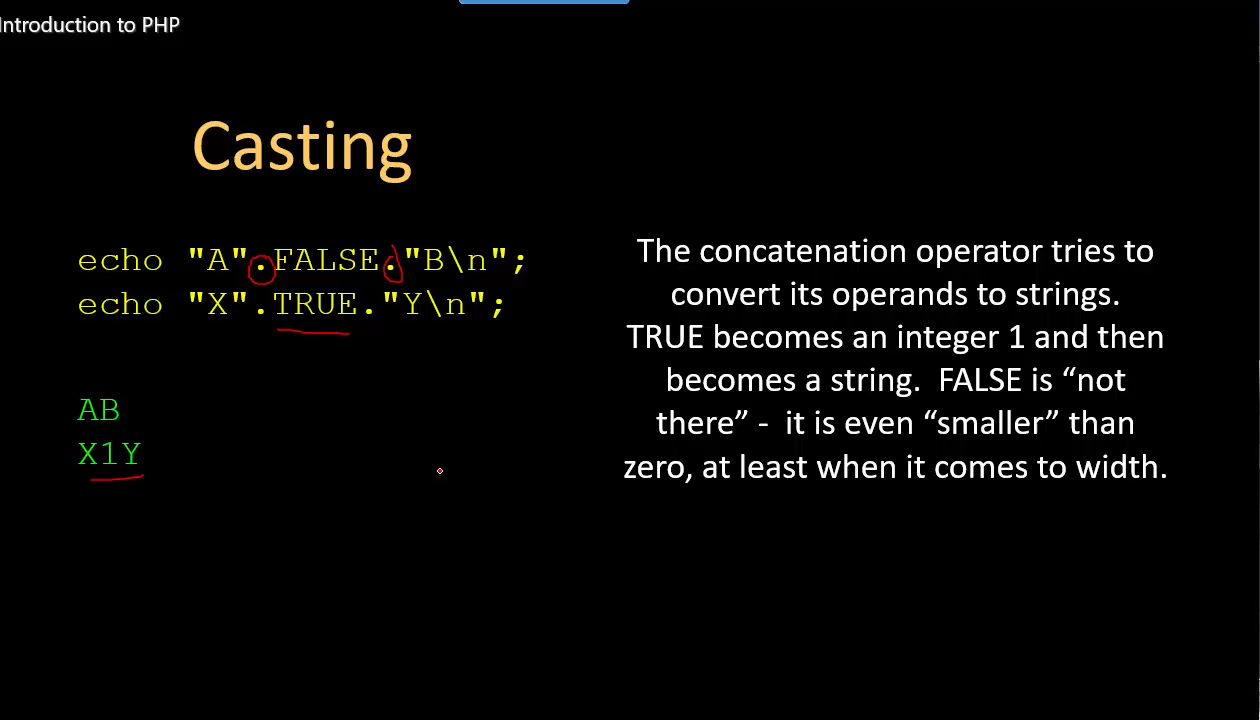 Introduction to PHP
Casting
echo "A".FALSE."B\n";
echo "X".TRUE."Y\n";
AB
X1Y
The concatenation operator tries to
convert its operands to strings.
TRUE becomes an integer 1 and then
becomes a string.  FALSE is “not
there” -  it is even “smaller” than
zero, at least when it comes to width.